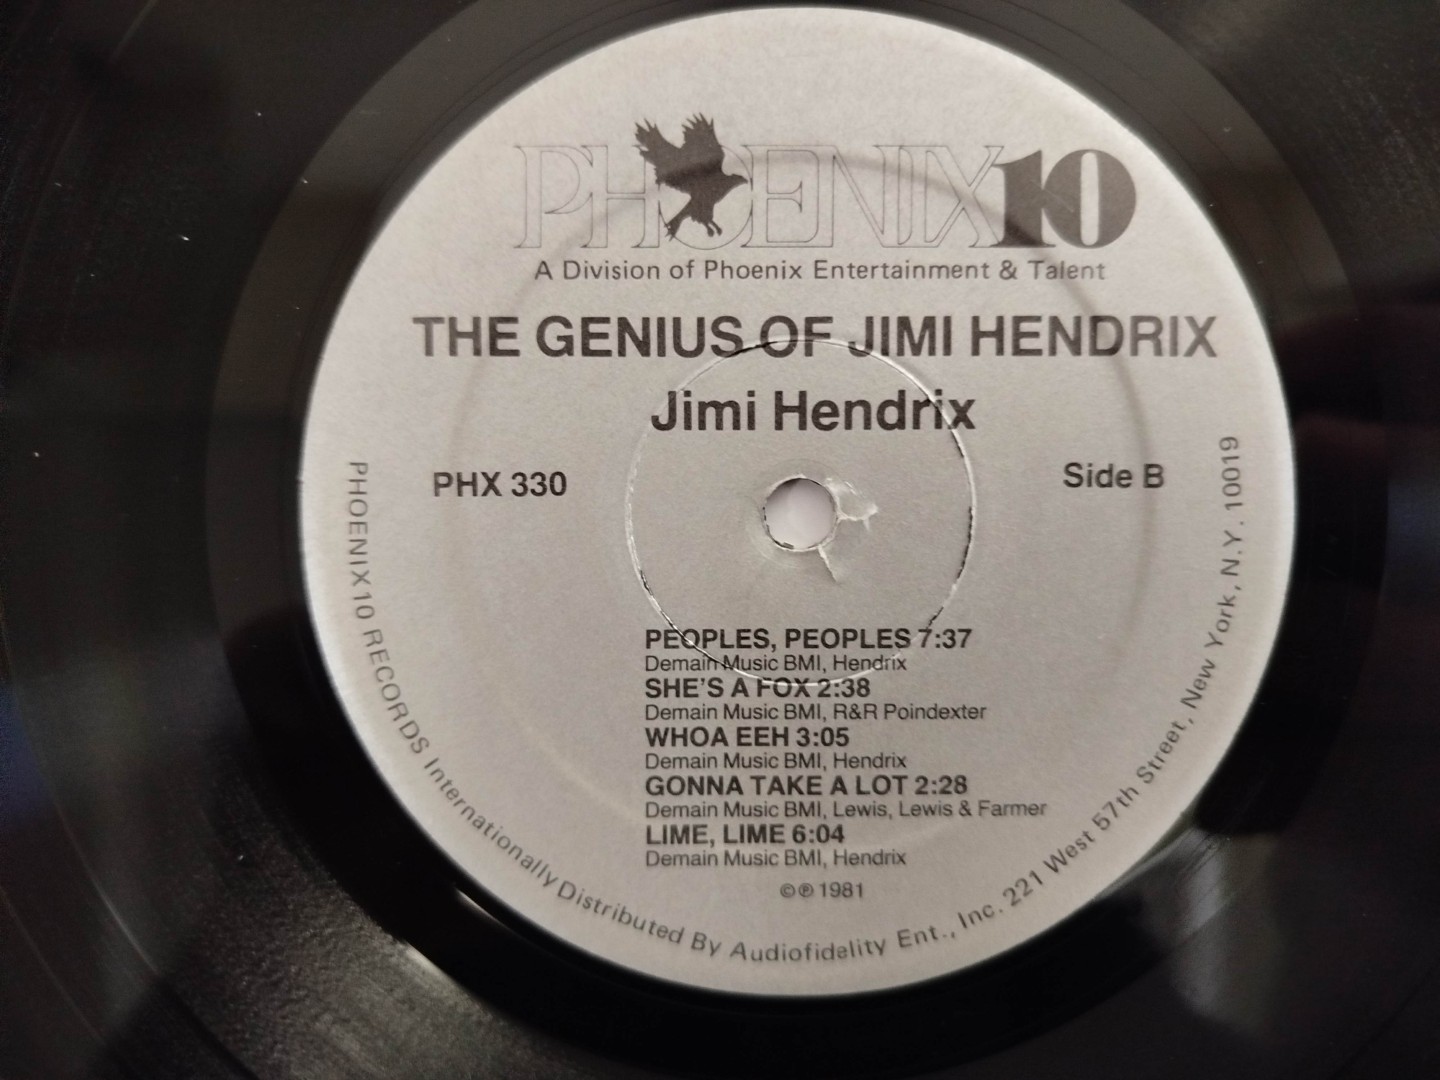 PHOENIX10
A Division of Phoenix Entertainment & Talent
THE GENIUS OF JIMI HENDRIX
Jimi Hendrix
PHX 330
Side B
PEOPLES, PEOPLES 7:37
Demain Music BMI, Hendrix
SHE'S A FOX 2:38
Demain Music BMI, R&R Poindexter
WHOA EEH 3:05
Demain Music BMI, Hendrix
GONNA TAKE A LOT 2:28
Demain Music BMI, Lewis, Lewis & Farmer
LIME, LIME 6:04
Demain Music BMI, Hendrix
©℗ 1981
PHOENIX10 RECORDS Internationally Distributed By Audiofidelity Ent., Inc. 221 West 57th Street, New York, N.Y. 10019